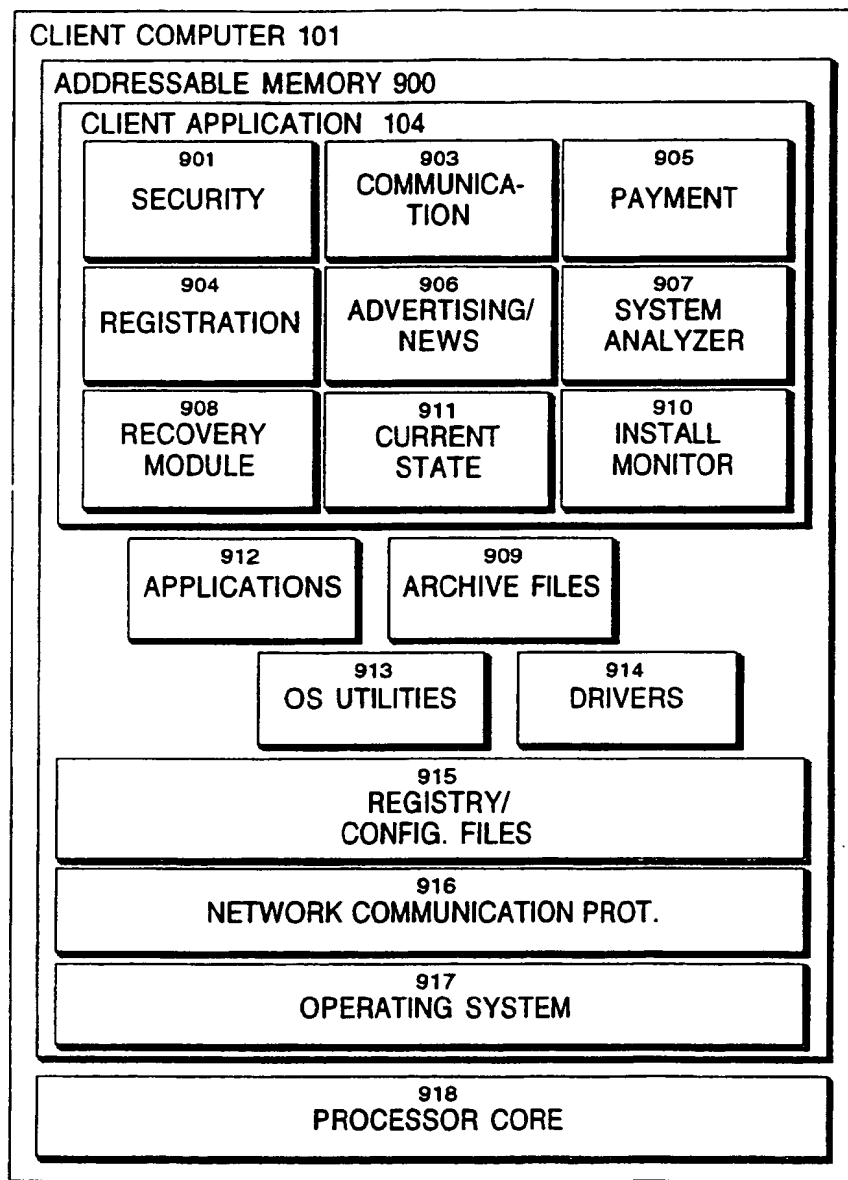 CLIENT COMPUTER 101
ADDRESSABLE MEMORY 900
CLIENT APPLICATION 104
901
SECURITY
903
COMMUNICA-
TION
905
PAYMENT
904
REGISTRATION
906
ADVERTISING/
NEWS
907
SYSTEM
ANALYZER
908
RECOVERY
MODULE
911
CURRENT
STATE
910
INSTALL
MONITOR
912
APPLICATIONS
909
ARCHIVE FILES
913
OS UTILITIES
914
DRIVERS
915
REGISTRY/
CONFIG. FILES
916
NETWORK COMMUNICATION PROT.
917
OPERATING SYSTEM
918
PROCESSOR CORE